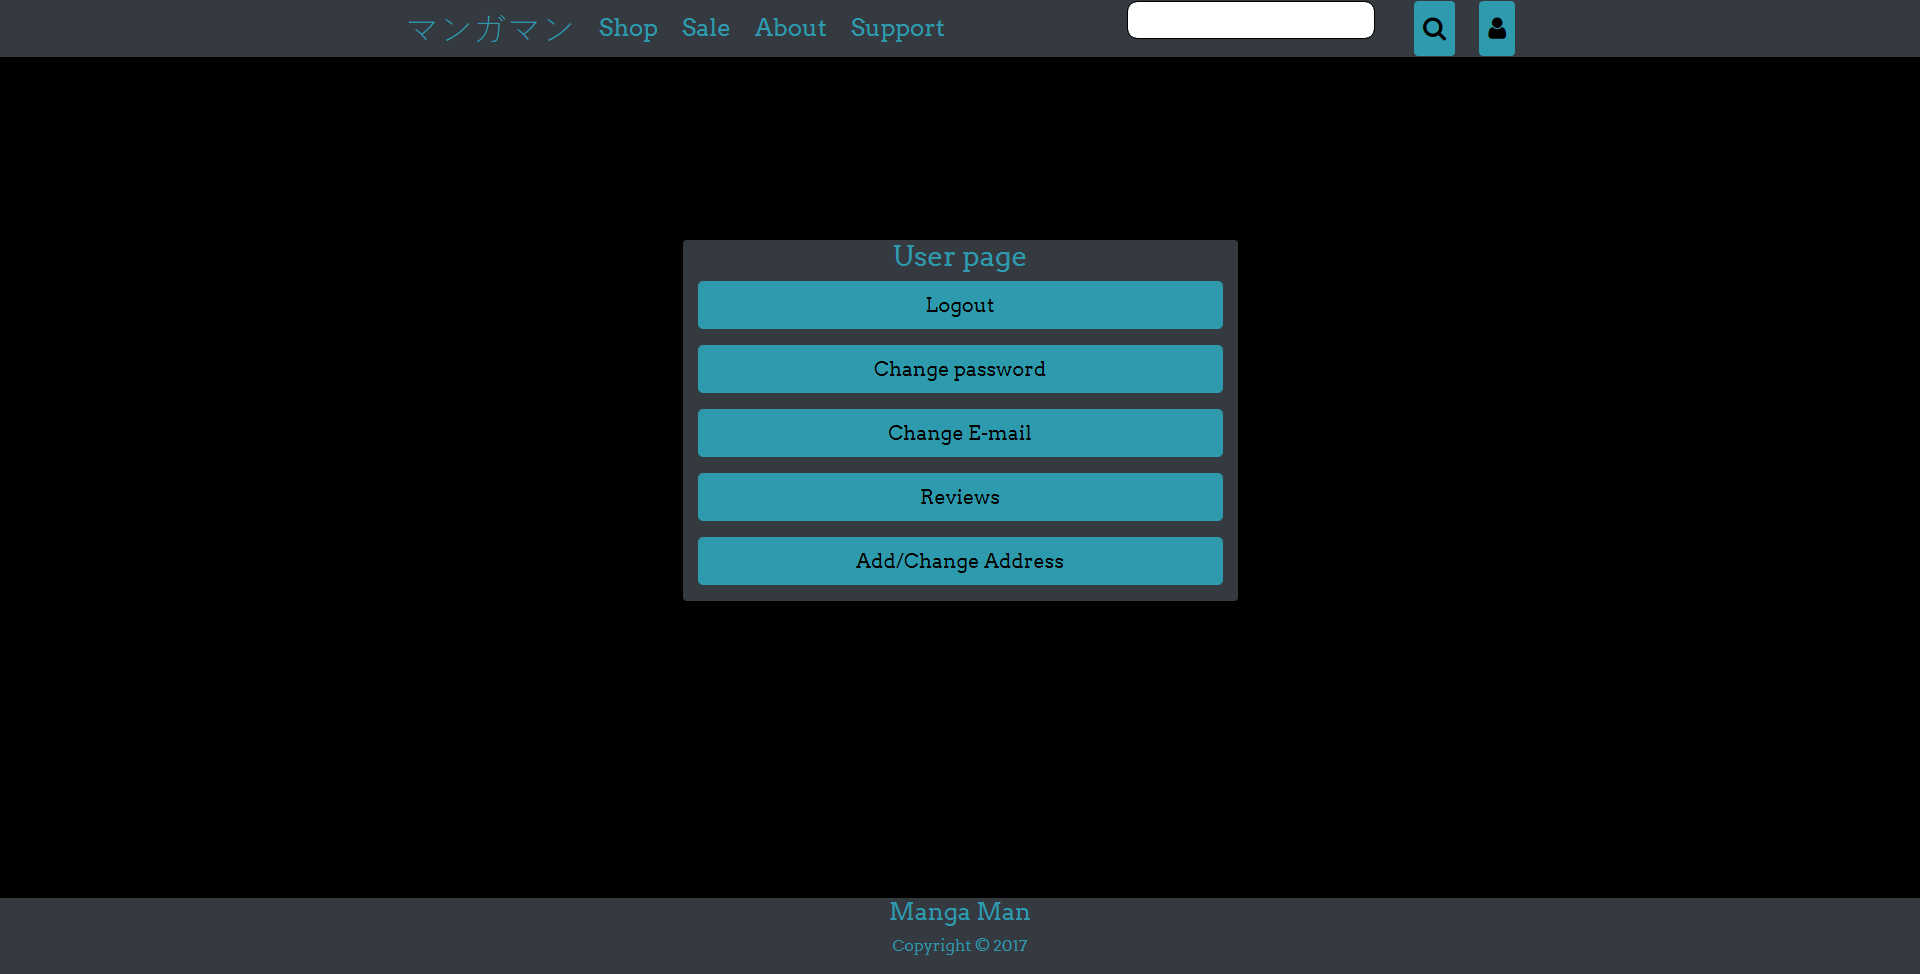 マンガマン Shop Sale About Support
User page
Logout
Change password
Change E-mail
Reviews
Add/Change Address
Manga Man
Copyright © 2017